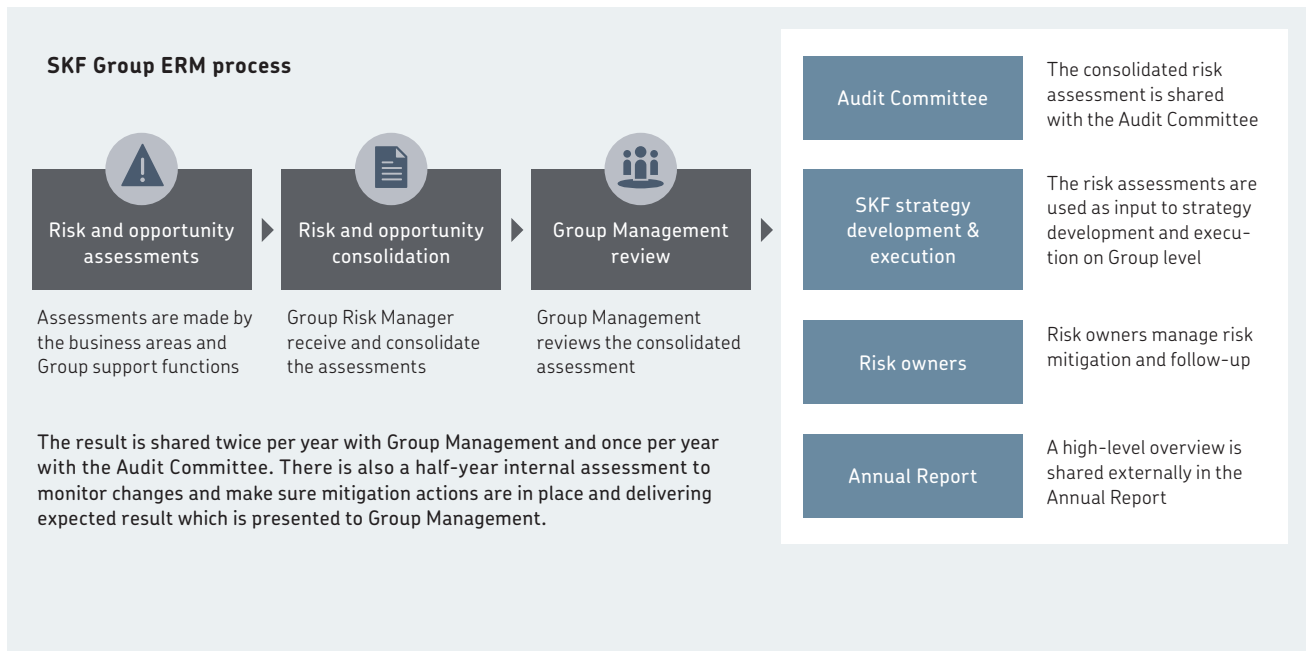 SKF Group ERM process
Risk and opportunity
assessments
Assessments are made by
the business areas and
Group support functions
Risk and opportunity
consolidation
Group Risk Manager
receive and consolidate
the assessments
Group Management
review
Group Management
reviews the consolidated
assessment
The result is shared twice per year with Group Management and once per year
with the Audit Committee. There is also a half-year internal assessment to
monitor changes and make sure mitigation actions are in place and delivering
expected result which is presented to Group Management.
Audit Committee
The consolidated risk
assessment is shared
with the Audit Committee
SKF strategy
development &
execution
The risk assessments are
used as input to strategy
development and execu-
tion on Group level
Risk owners
Risk owners manage risk
mitigation and follow-up
Annual Report
A high-level overview is
shared externally in the
Annual Report